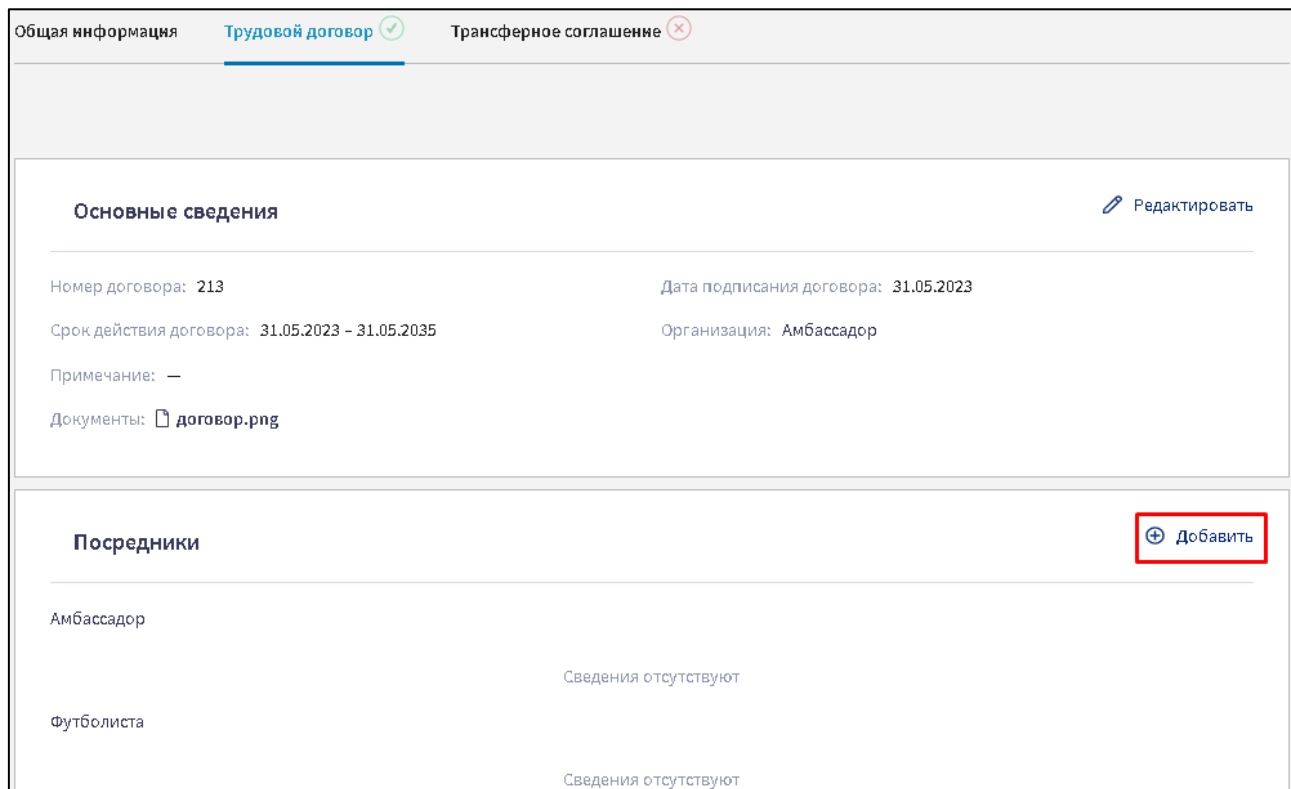 Общая информация Трудовой договор Трансферное соглашение
Основные сведения Редактировать
Номер договора: 213 Дата подписания договора: 31.05.2023
Срок действия договора: 31.05.2023 – 31.05.2035 Организация: Амбассадор
Примечание: —
Документы: договор.png
Посредники Добавить
Амбассадор
Сведения отсутствуют
Футболиста
Сведения отсутствуют